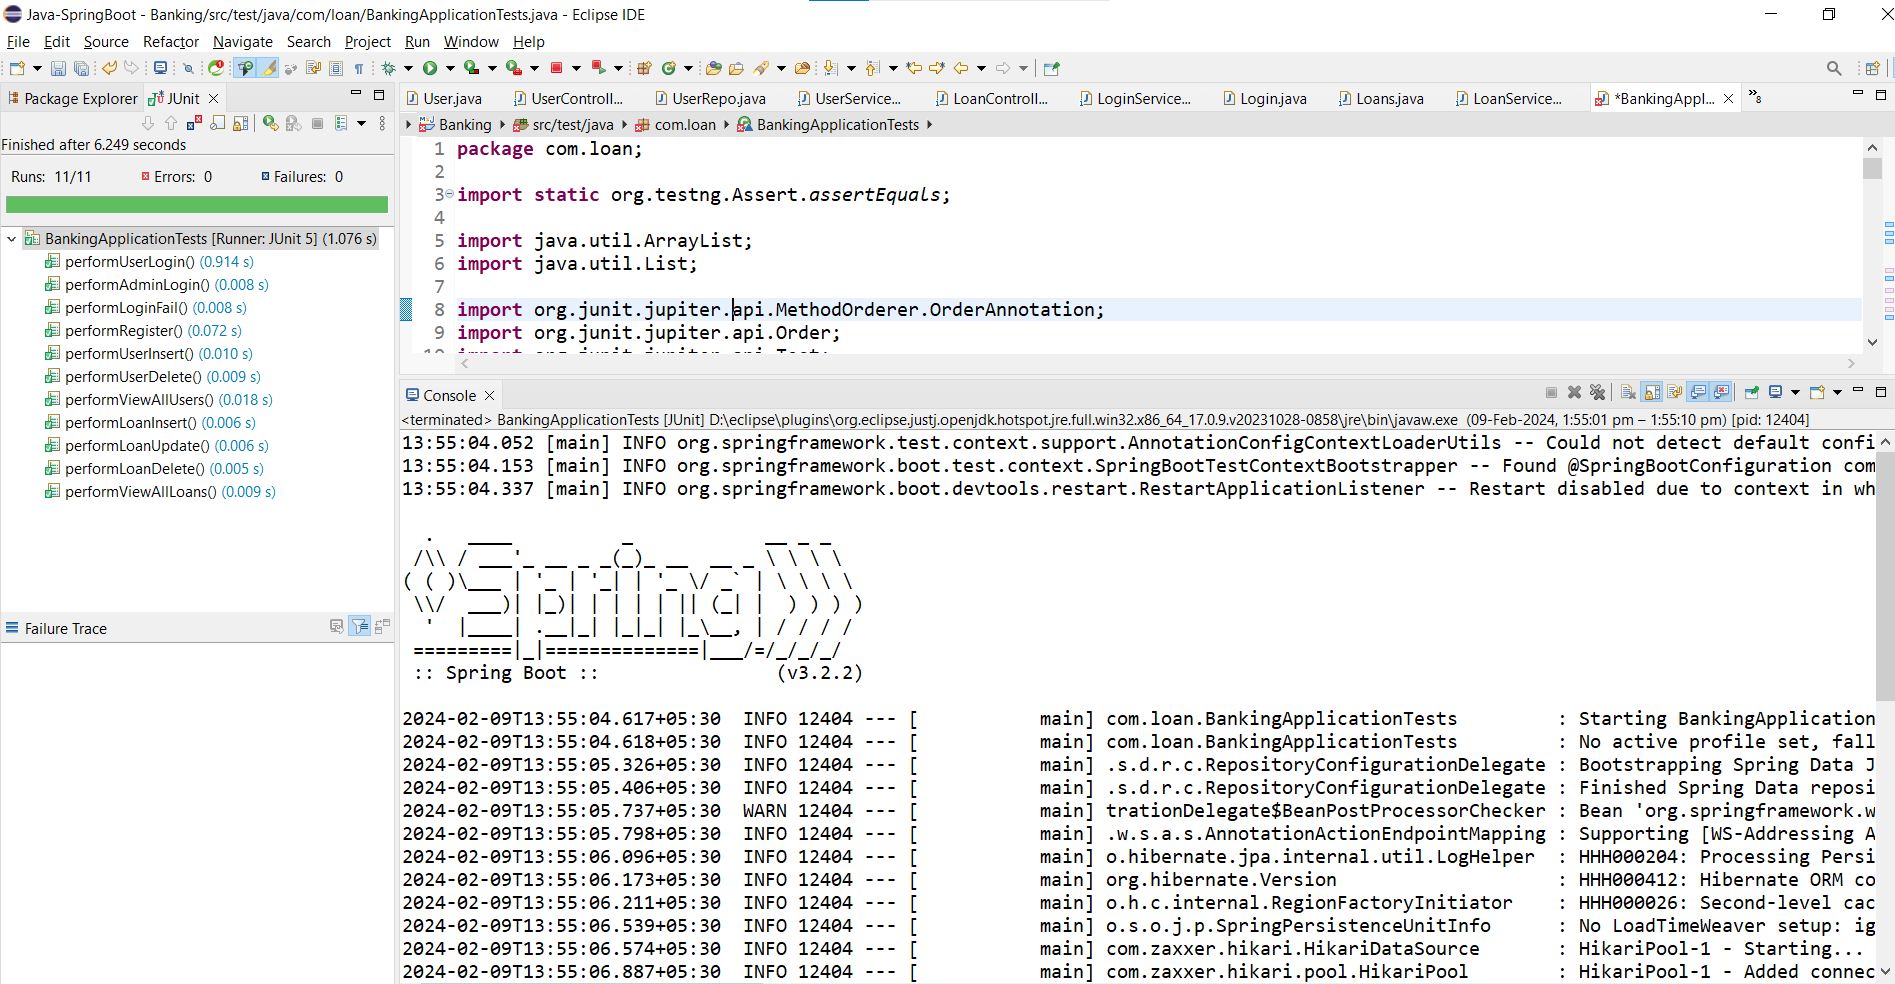 Java-SpringBoot - Banking/src/test/java/com/loan/BankingApplicationTests.java - Eclipse IDE
File Edit Source Refactor Navigate Search Project Run Window Help
Package Explorer JUnit
Finished after 6.249 seconds
Runs: 11/11 Errors: 0 Failures: 0
BankingApplicationTests [Runner: JUnit 5] (1.076 s)
performUserLogin() (0.914 s)
performAdminLogin() (0.008 s)
performLoginFail() (0.008 s)
performRegister() (0.072 s)
performUserInsert() (0.010 s)
performUserDelete() (0.009 s)
performViewAllUsers() (0.018 s)
performLoanInsert() (0.006 s)
performLoanUpdate() (0.006 s)
performLoanDelete() (0.005 s)
performViewAllLoans() (0.009 s)
Failure Trace
User.java UserControll... UserRepo.java UserService... LoanControll... LoginService... Login.java Loans.java LoanService... *BankingAppl... »8
Banking src/test/java com.loan BankingApplicationTests
1 package com.loan;
2
3 import static org.testng.Assert.assertEquals;
4
5 import java.util.ArrayList;
6 import java.util.List;
7
8 import org.junit.jupiter.api.MethodOrderer.OrderAnnotation;
9 import org.junit.jupiter.api.Order;
10 import org.junit.jupiter.api.Test;
Console
<terminated> BankingApplicationTests [JUnit] D:\eclipse\plugins\org.eclipse.justj.openjdk.hotspot.jre.full.win32.x86_64_17.0.9.v20231028-0858\jre\bin\javaw.exe (09-Feb-2024, 1:55:01 pm – 1:55:10 pm) [pid: 12404]
13:55:04.052 [main] INFO org.springframework.test.context.support.AnnotationConfigContextLoaderUtils -- Could not detect default confi
13:55:04.153 [main] INFO org.springframework.boot.test.context.SpringBootTestContextBootstrapper -- Found @SpringBootConfiguration com
13:55:04.337 [main] INFO org.springframework.boot.devtools.restart.RestartApplicationListener -- Restart disabled due to context in wh
Spring
:: Spring Boot :: (v3.2.2)
2024-02-09T13:55:04.617+05:30 INFO 12404 --- [ main] com.loan.BankingApplicationTests : Starting BankingApplication
2024-02-09T13:55:04.618+05:30 INFO 12404 --- [ main] com.loan.BankingApplicationTests : No active profile set, fall
2024-02-09T13:55:05.326+05:30 INFO 12404 --- [ main] .s.d.r.c.RepositoryConfigurationDelegate : Bootstrapping Spring Data J
2024-02-09T13:55:05.406+05:30 INFO 12404 --- [ main] .s.d.r.c.RepositoryConfigurationDelegate : Finished Spring Data reposi
2024-02-09T13:55:05.737+05:30 WARN 12404 --- [ main] trationDelegate$BeanPostProcessorChecker : Bean 'org.springframework.w
2024-02-09T13:55:05.798+05:30 INFO 12404 --- [ main] .w.s.a.s.AnnotationActionEndpointMapping : Supporting [WS-Addressing A
2024-02-09T13:55:06.096+05:30 INFO 12404 --- [ main] o.hibernate.jpa.internal.util.LogHelper : HHH000204: Processing Persi
2024-02-09T13:55:06.173+05:30 INFO 12404 --- [ main] org.hibernate.Version : HHH000412: Hibernate ORM co
2024-02-09T13:55:06.211+05:30 INFO 12404 --- [ main] o.h.c.internal.RegionFactoryInitiator : HHH000026: Second-level cac
2024-02-09T13:55:06.539+05:30 INFO 12404 --- [ main] o.s.o.j.p.SpringPersistenceUnitInfo : No LoadTimeWeaver setup: ig
2024-02-09T13:55:06.574+05:30 INFO 12404 --- [ main] com.zaxxer.hikari.HikariDataSource : HikariPool-1 - Starting...
2024-02-09T13:55:06.887+05:30 INFO 12404 --- [ main] com.zaxxer.hikari.pool.HikariPool : HikariPool-1 - Added connec